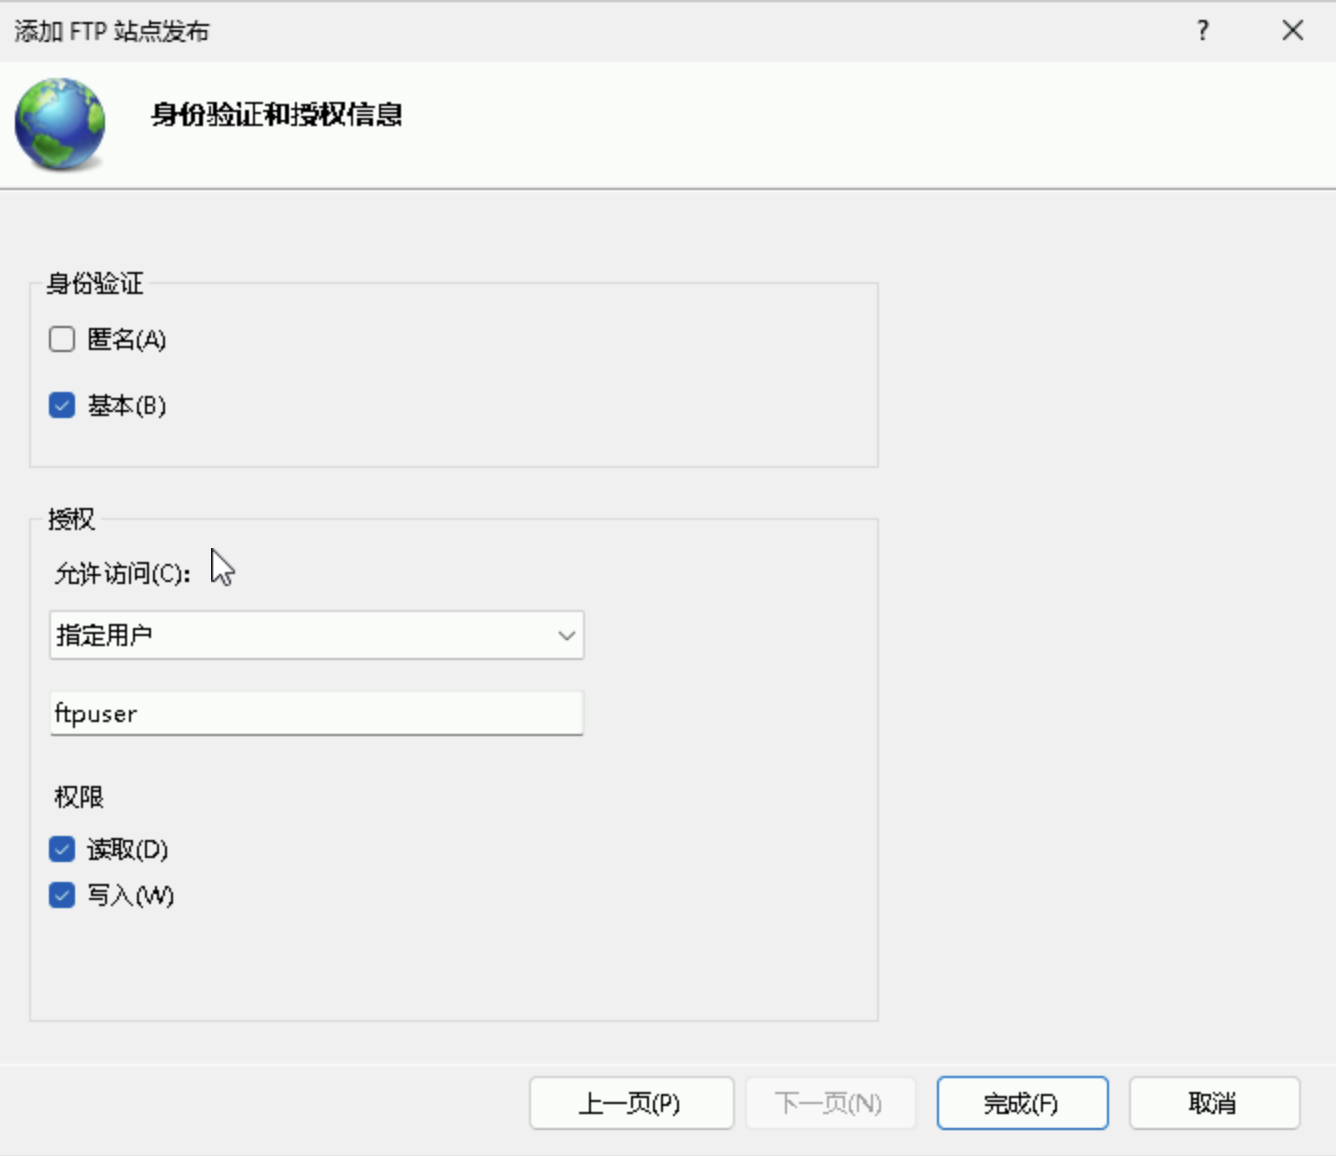 添加 FTP 站点发布
?
身份验证和授权信息
身份验证
匿名(A)
基本(B)
授权
允许访问(C):
指定用户
ftpuser
权限
读取(D)
写入(W)
上一页(P) 下一页(N) 完成(F) 取消